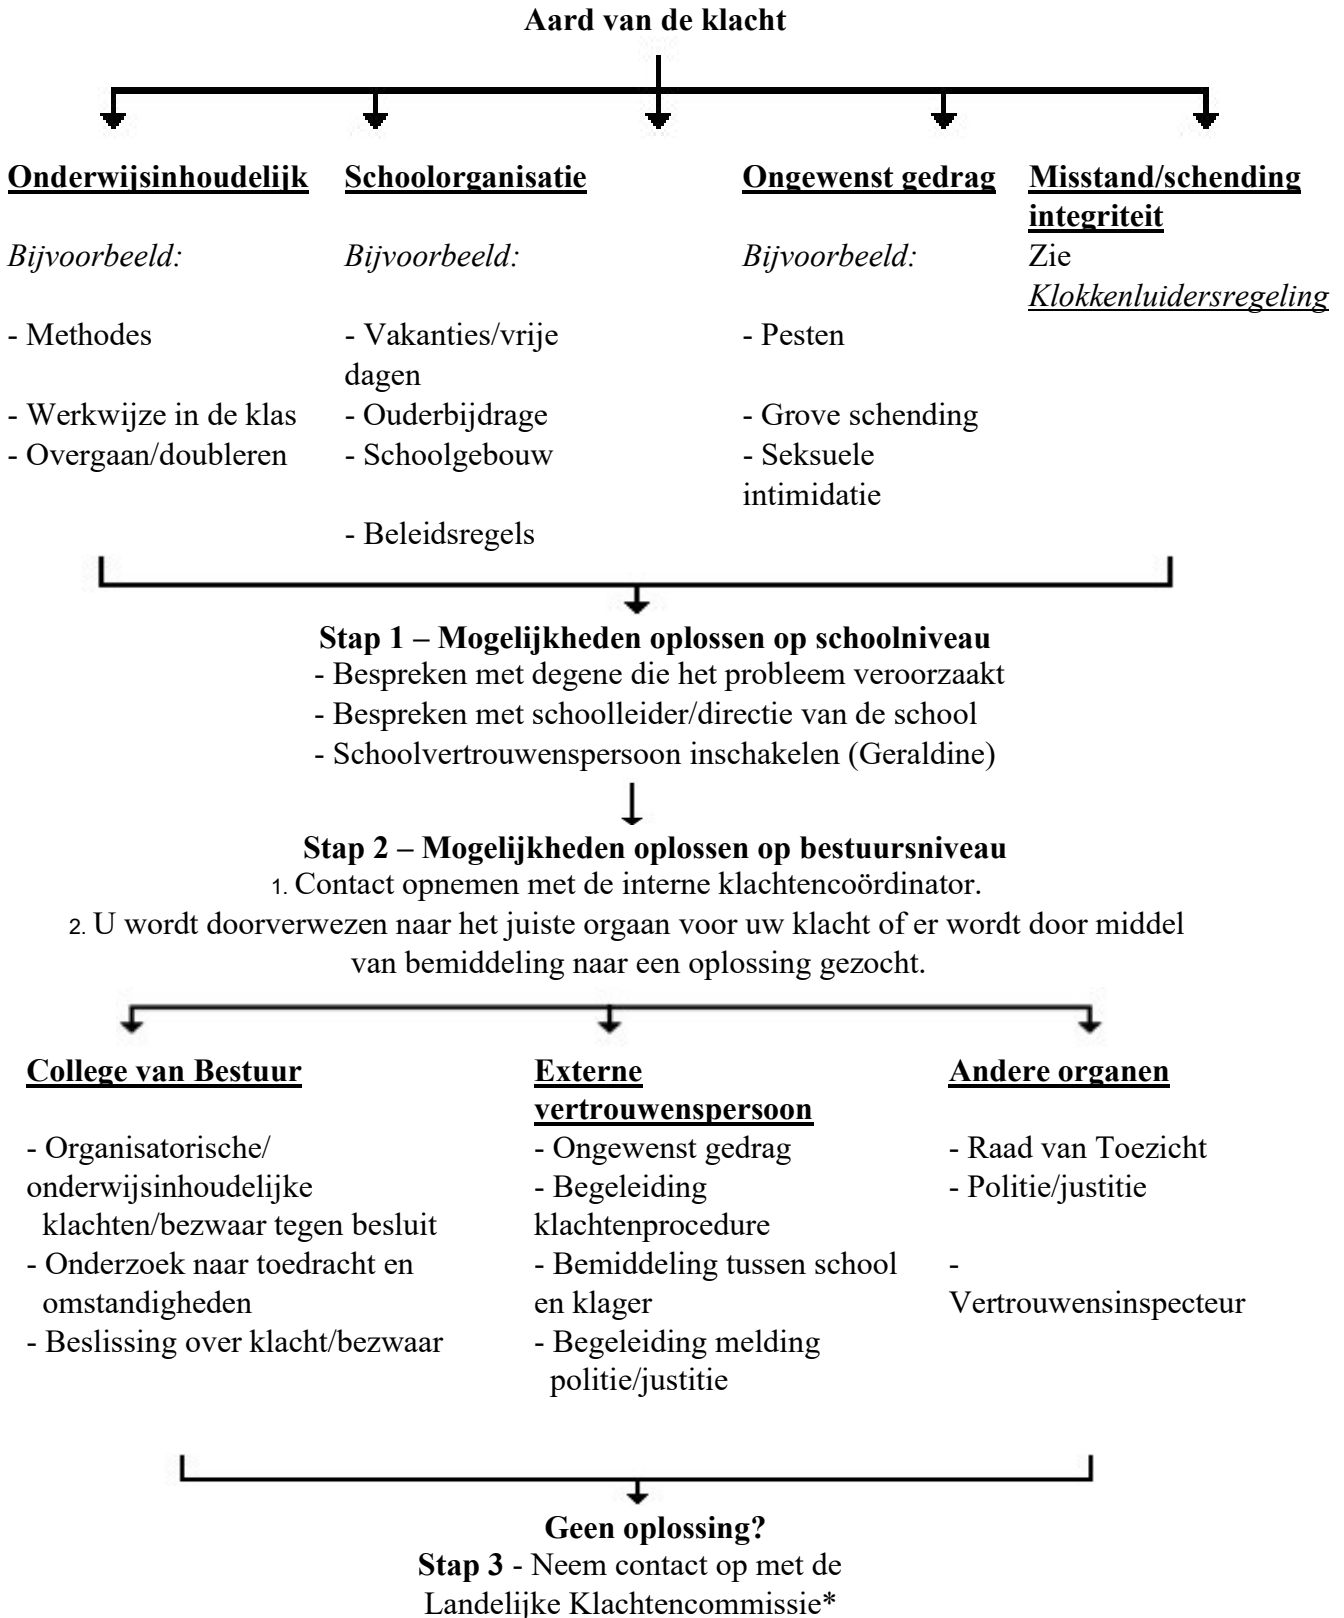 Aard van de klacht
Onderwijsinhoudelijk
Bijvoorbeeld:
- Methodes
- Werkwijze in de klas
- Overgaan/doubleren
Schoolorganisatie
Bijvoorbeeld:
- Vakanties/vrije
dagen
- Ouderbijdrage
- Schoolgebouw
- Beleidsregels
Ongewenst gedrag
Bijvoorbeeld:
- Pesten
- Grove schending
- Seksuele
intimidatie
Misstand/schending
integriteit
Zie
Klokkenluidersregeling
Stap 1 – Mogelijkheden oplossen op schoolniveau
- Bespreken met degene die het probleem veroorzaakt
- Bespreken met schoolleider/directie van de school
- Schoolvertrouwenspersoon inschakelen (Geraldine)
Stap 2 – Mogelijkheden oplossen op bestuursniveau
1. Contact opnemen met de interne klachtencoördinator.
2. U wordt doorverwezen naar het juiste orgaan voor uw klacht of er wordt door middel
van bemiddeling naar een oplossing gezocht.
College van Bestuur
- Organisatorische/
onderwijsinhoudelijke
klachten/bezwaar tegen besluit
- Onderzoek naar toedracht en
omstandigheden
- Beslissing over klacht/bezwaar
Externe
vertrouwenspersoon
- Ongewenst gedrag
- Begeleiding
klachtenprocedure
- Bemiddeling tussen school
en klager
- Begeleiding melding
politie/justitie
Andere organen
- Raad van Toezicht
- Politie/justitie
-
Vertrouwensinspecteur
Geen oplossing?
Stap 3 - Neem contact op met de
Landelijke Klachtencommissie*